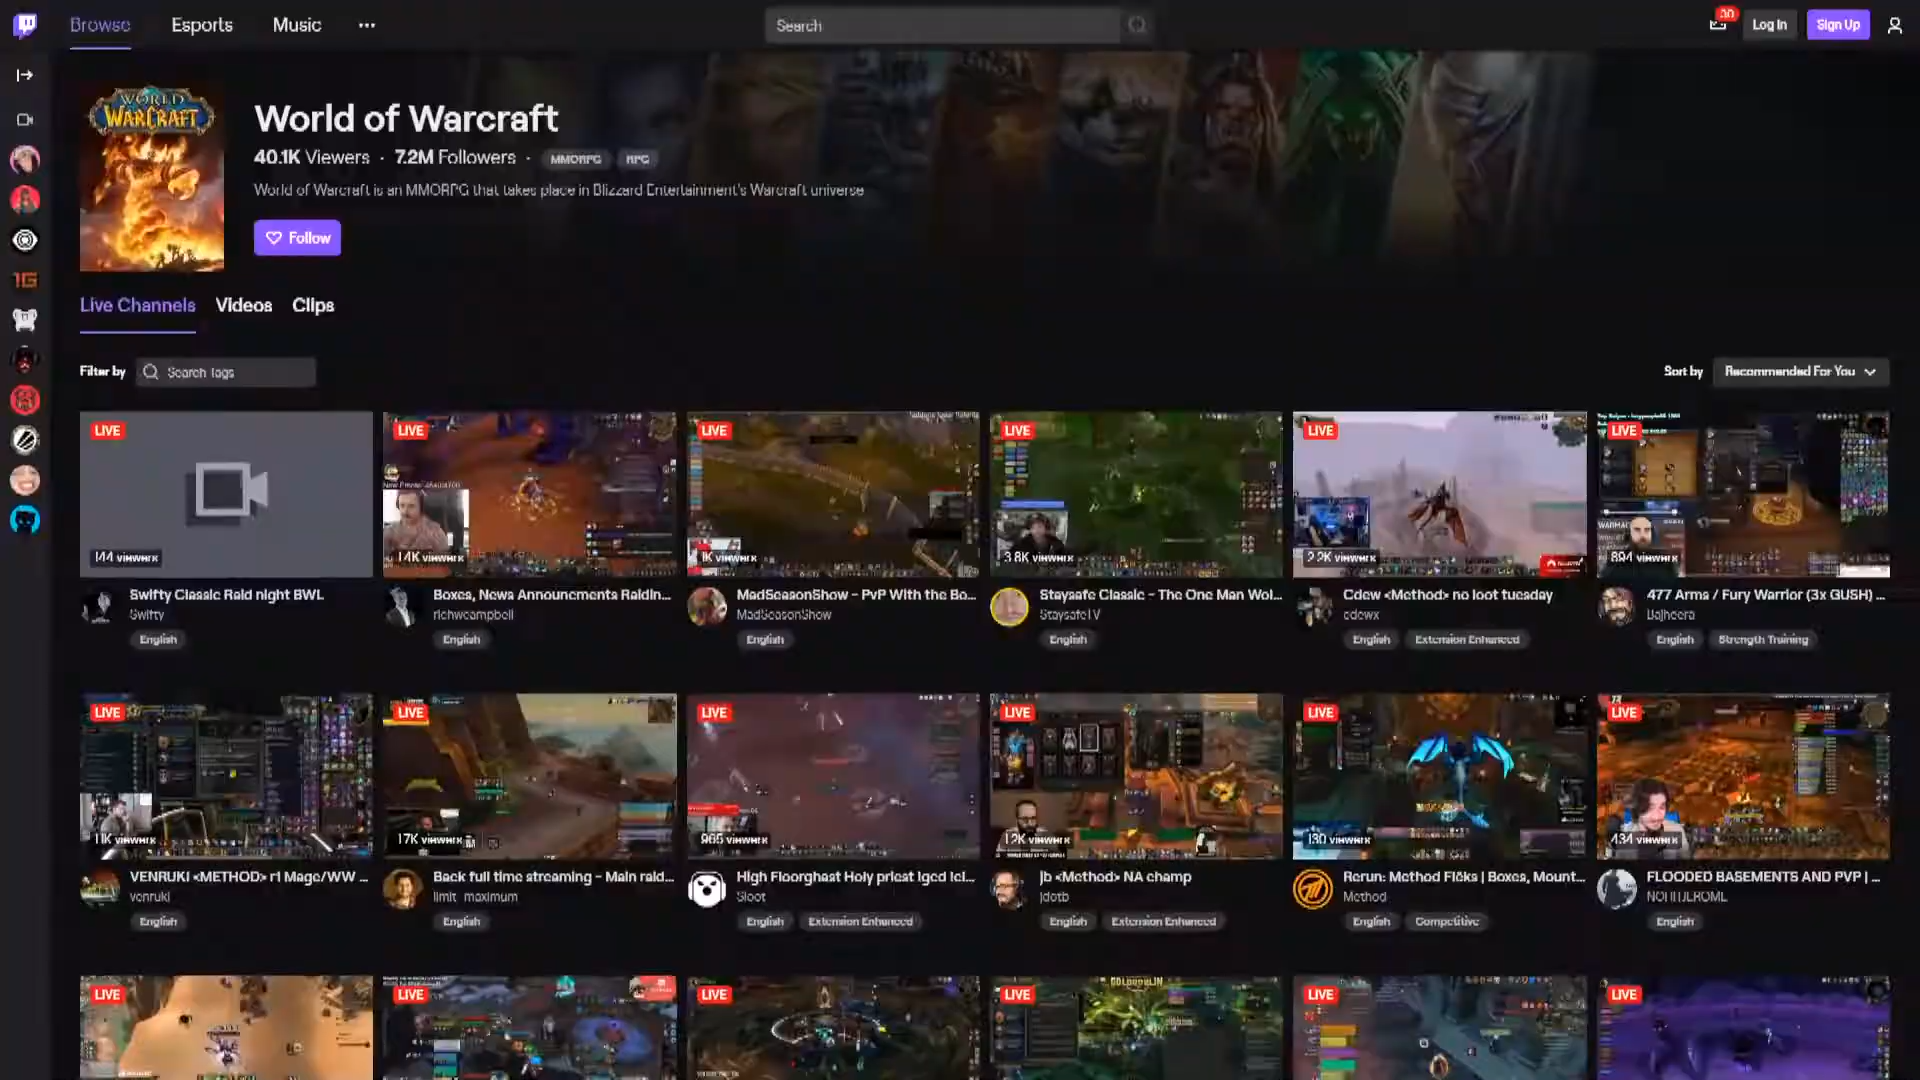 Browse Esports Music
Search
30
Log In
Sign Up
World of Warcraft
40.1K Viewers · 7.2M Followers · MMORPG RPG
World of Warcraft is an MMORPG that takes place in Blizzard Entertainment's Warcraft universe
Follow
WORLD OF WARCRAFT
Live Channels Videos Clips
Filter by Search Tags
Sort by Recommended For You
LIVE LIVE LIVE LIVE LIVE LIVE
144 viewers 1.4K viewers 1K viewers 3.8K viewers 2.2K viewers 894 viewers
Swifty Classic Raid night BWL
Swifty
English
Boxes, News Announcements Raidin...
richwcampbell
English
MadSeasonShow - PvP With the Bo...
MadSeasonShow
English
Staysafe Classic - The One Man Wol...
StaysafeTV
English
Cdew <Method> no loot tuesday
cdewx
English Extension Enhanced
477 Arms / Fury Warrior (3x GUSH) ...
Bajheera
English Strength Training
LIVE LIVE LIVE LIVE LIVE LIVE
1.1K viewers 1.7K viewers 965 viewers 1.2K viewers 130 viewers 434 viewers
VENRUKI <METHOD> r1 Mage/WW ...
venruki
English
Back full time streaming - Main raid...
limit_maximum
English
High Floorghast Holy priest
Sloot
English Extension Enhanced
jb <Method> NA champ
jdotb
English Extension Enhanced
Rerun: Method Flicks | Boxes, Mount...
Method
English Competitive
FLOODED BASEMENTS AND PVP | ...
English
LIVE LIVE LIVE LIVE LIVE LIVE